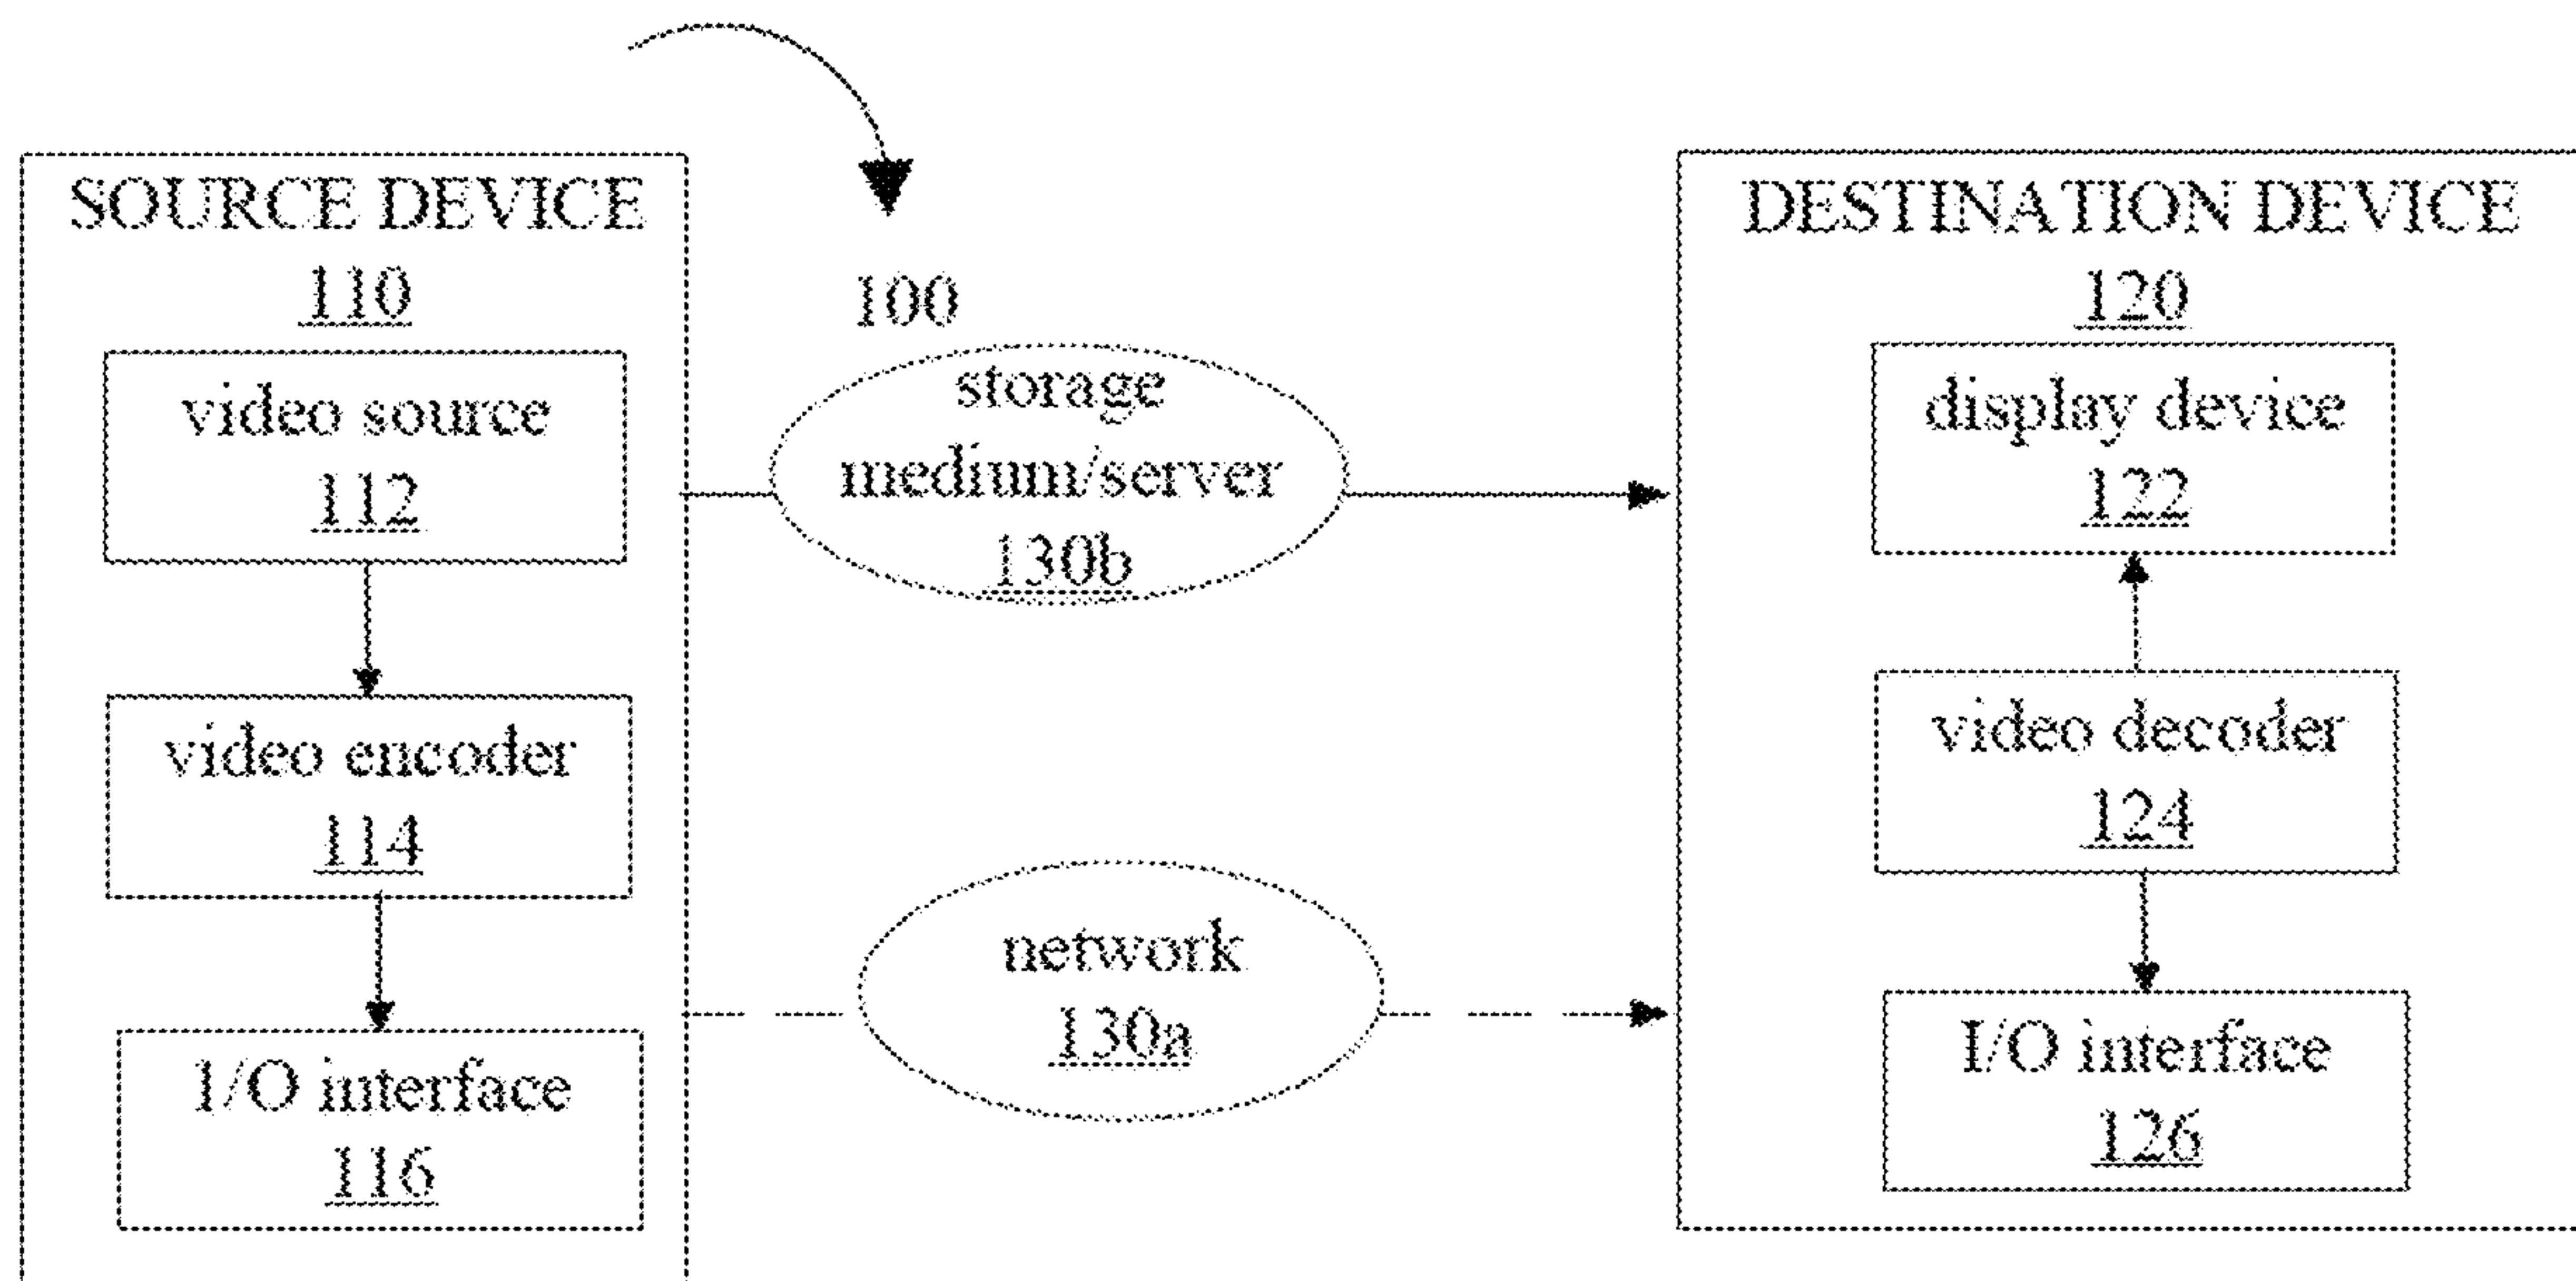 SOURCE DEVICE
110
video source
112
video encoder
114
I/O interface
116
100
storage
medium/server
130b
network
130a
DESTINATION DEVICE
120
display device
122
video decoder
124
I/O interface
126